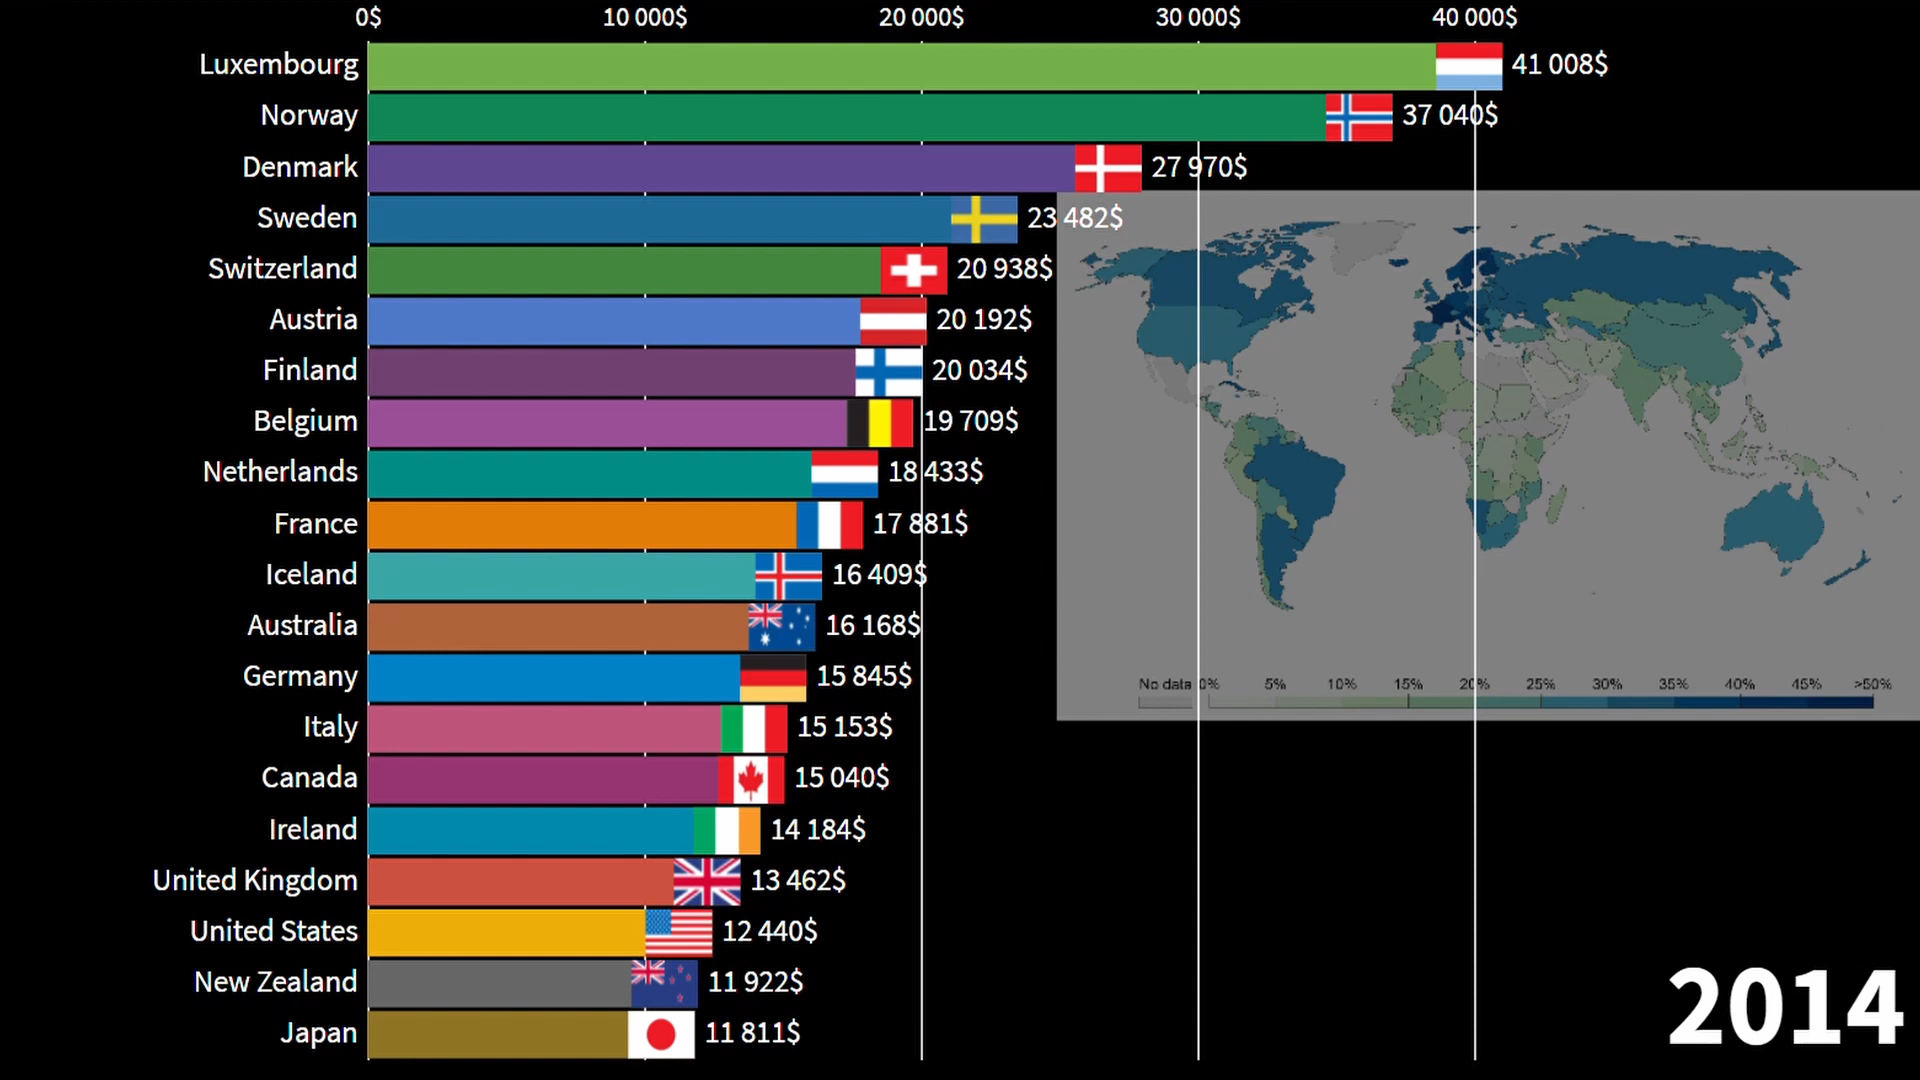 0$ 10 000$ 20 000$ 30 000$ 40 000$
Luxembourg 41 008$
Norway 37 040$
Denmark 27 970$
Sweden 23 482$
Switzerland 20 938$
Austria 20 192$
Finland 20 034$
Belgium 19 709$
Netherlands 18 433$
France 17 881$
Iceland 16 409$
Australia 16 168$
Germany 15 845$
No data 0% 5% 10% 15% 20% 25% 30% 35% 40% 45% >50%
Italy 15 153$
Canada 15 040$
Ireland 14 184$
United Kingdom 13 462$
United States 12 440$
New Zealand 11 922$
Japan 11 811$
2014